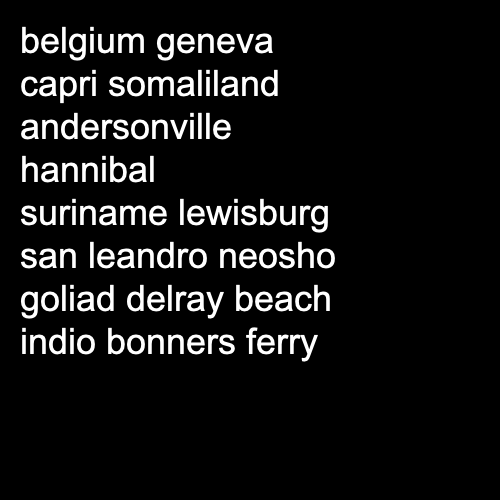 belgium geneva
capri somaliland
andersonville
hannibal
suriname lewisburg
san leandro neosho
goliad delray beach
indio bonners ferry